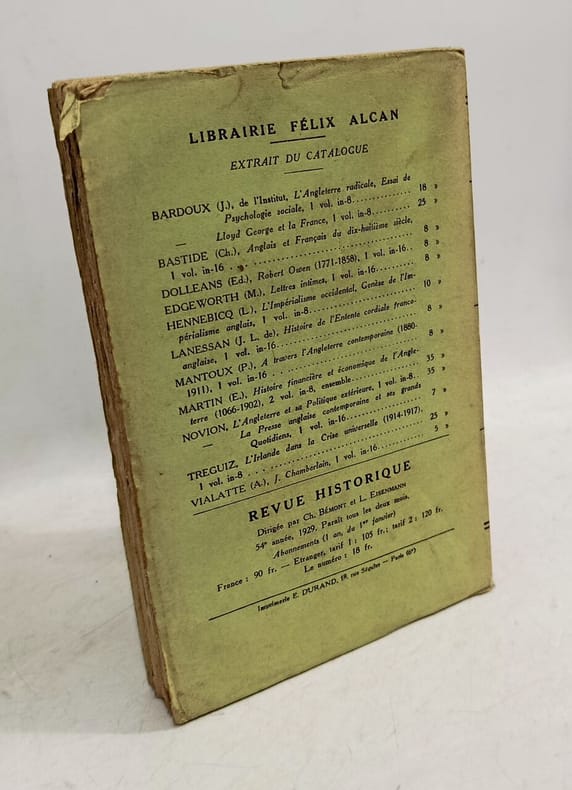 LIBRAIRIE FÉLIX ALCAN
EXTRAIT DU CATALOGUE
BARDOUX (J.), de l'Institut, L'Angleterre radicale, Essai de
Psychologie sociale, 1 vol. in-8.......... 18 »
— Lloyd George et la France, 1 vol. in-8........ 25 »
BASTIDE (Ch.), Anglais et Français du dix-huitième siècle,
1 vol. in-16 .......... 8 »
DOLLEANS (Ed.), Robert Owen (1771-1858), 1 vol. in-16.. 8 »
EDGEWORTH (M.), Lettres intimes, 1 vol. in-16........ 8 »
HENNEBICQ (L.), L'Impérialisme occidental, Genèse de l'Im-
périalisme anglais, 1 vol. in-8.......... 10 »
LANESSAN (J. L. de), Histoire de l'Entente cordiale franco-
anglaise, 1 vol. in-16.......... 8 »
MANTOUX (P.), A travers l'Angleterre contemporaine (1880-
1911), 1 vol. in-16 .......... 8 »
MARTIN (E.), Histoire financière et économique de l'Angle-
terre (1066-1902), 2 vol. in-8, ensemble.......... 35 »
NOVION, L'Angleterre et sa Politique extérieure, 1 vol. in-8.. 35 »
— La Presse anglaise contemporaine et ses grands
Quotidiens, 1 vol. in-16.......... 7 »
TREGUIZ, L'Irlande dans la Crise universelle (1914-1917),
1 vol. in-8 .......... 25 »
VIALATTE (A.), J. Chamberlain, 1 vol. in-16.......... 5 »
REVUE HISTORIQUE
Dirigée par Ch. BÉMONT et L. EISENMANN
54e année, 1929, Paraît tous les deux mois.
Abonnements (1 an, du 1er janvier)
France : 90 fr. — Etranger, tarif 1 : 105 fr.; tarif 2 : 120 fr.
Le numéro : 18 fr.
Imprimerie E. DURAND, 18, rue Séguier — Paris (6e)